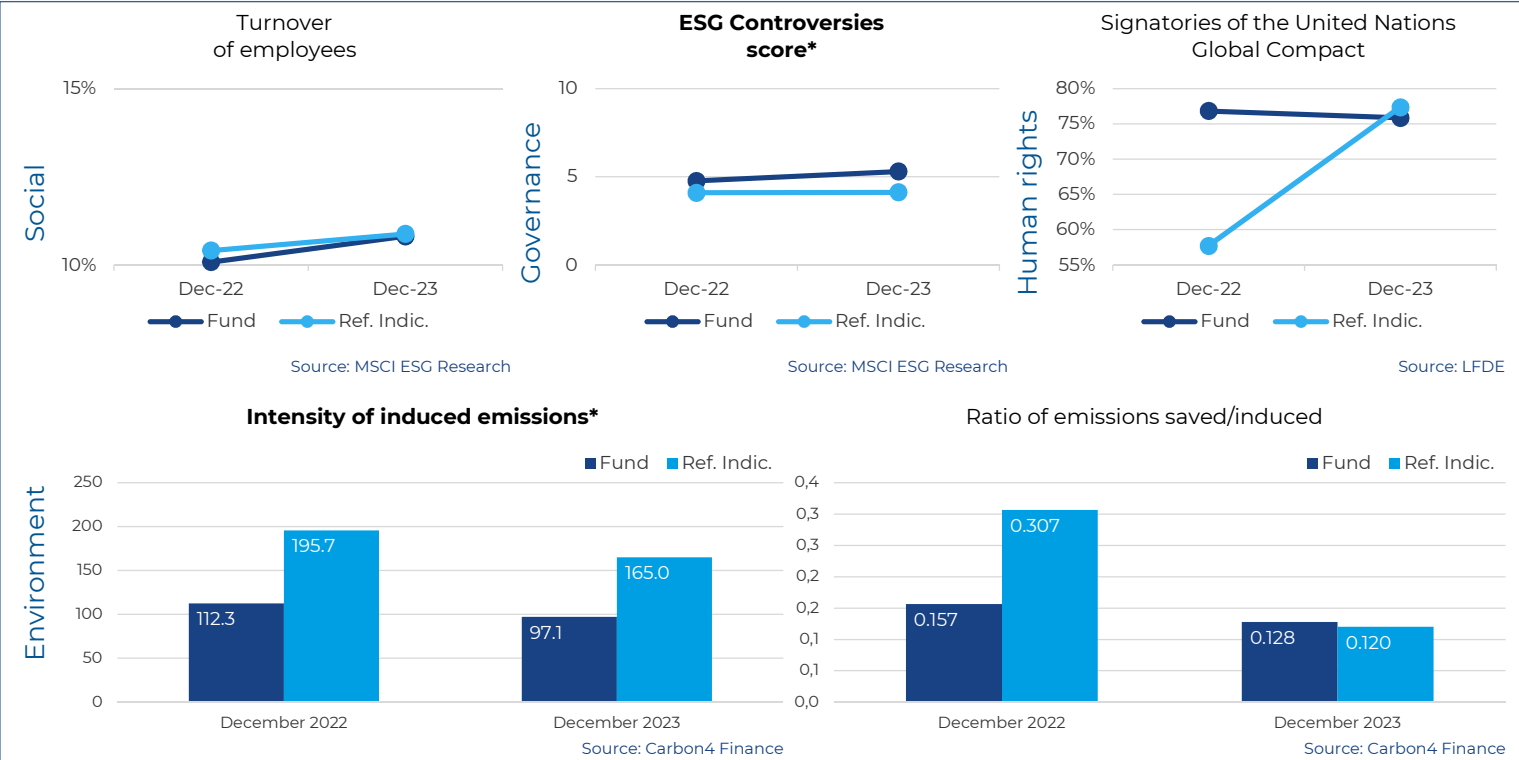 Turnover
of employees
Social
15%
10%
Dec-22
Dec-23
Fund
Ref. Indic.
Source: MSCI ESG Research
ESG Controversies
score*
Governance
10
5
0
Dec-22
Dec-23
Fund
Ref. Indic.
Source: MSCI ESG Research
Signatories of the United Nations
Global Compact
Human rights
80%
75%
70%
65%
60%
55%
Dec-22
Dec-23
Fund
Ref. Indic.
Source: LFDE
Intensity of induced emissions*
Fund
Ref. Indic.
Environment
250
200
150
100
50
0
112.3
195.7
97.1
165.0
December 2022
December 2023
Source: Carbon4 Finance
Ratio of emissions saved/induced
Fund
Ref. Indic.
0,4
0,3
0,3
0,2
0,2
0,1
0,1
0,0
0.157
0.307
0.128
0.120
December 2022
December 2023
Source: Carbon4 Finance